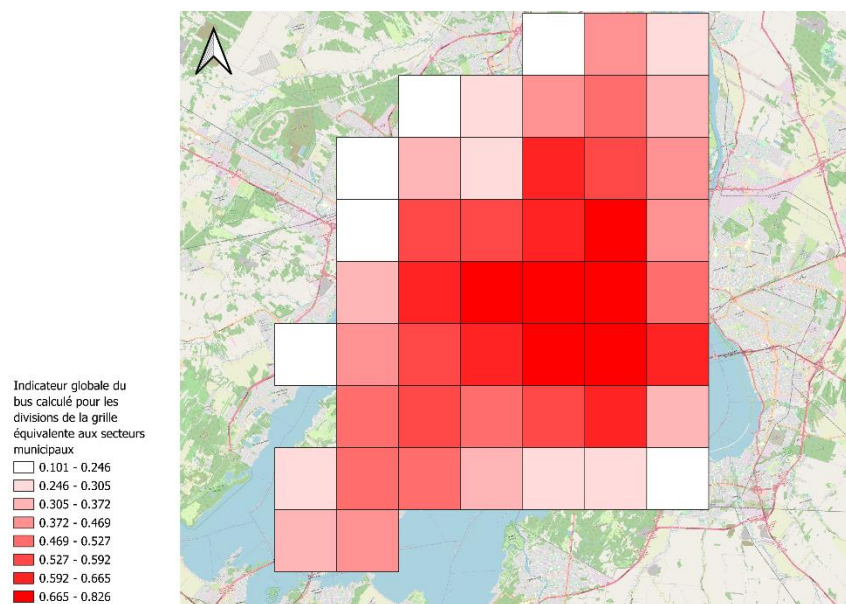 Indicateur globale du
bus calculé pour les
divisions de la grille
équivalente aux secteurs
municipaux
0.101 - 0.246
0.246 - 0.305
0.305 - 0.372
0.372 - 0.469
0.469 - 0.527
0.527 - 0.592
0.592 - 0.665
0.665 - 0.826